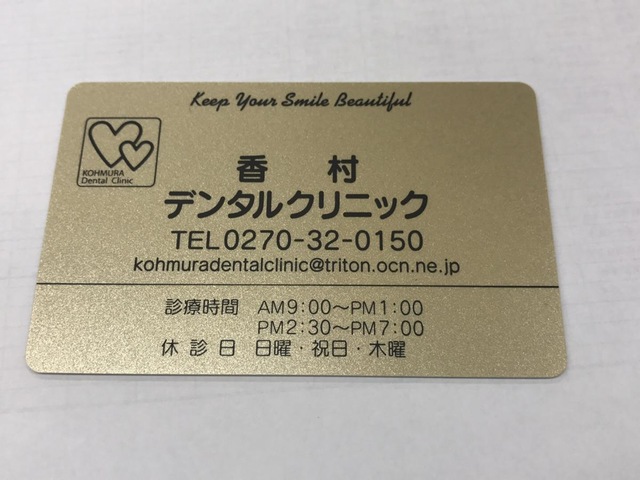 Keep Your Smile Beautiful
KOHMURA
Dental Clinic
香 村
デンタルクリニック
TEL0270-32-0150
kohmuradentalclinic@triton.ocn.ne.jp
診療時間 AM9:00～PM1:00
PM2:30～PM7:00
休診日 日曜・祝日・木曜